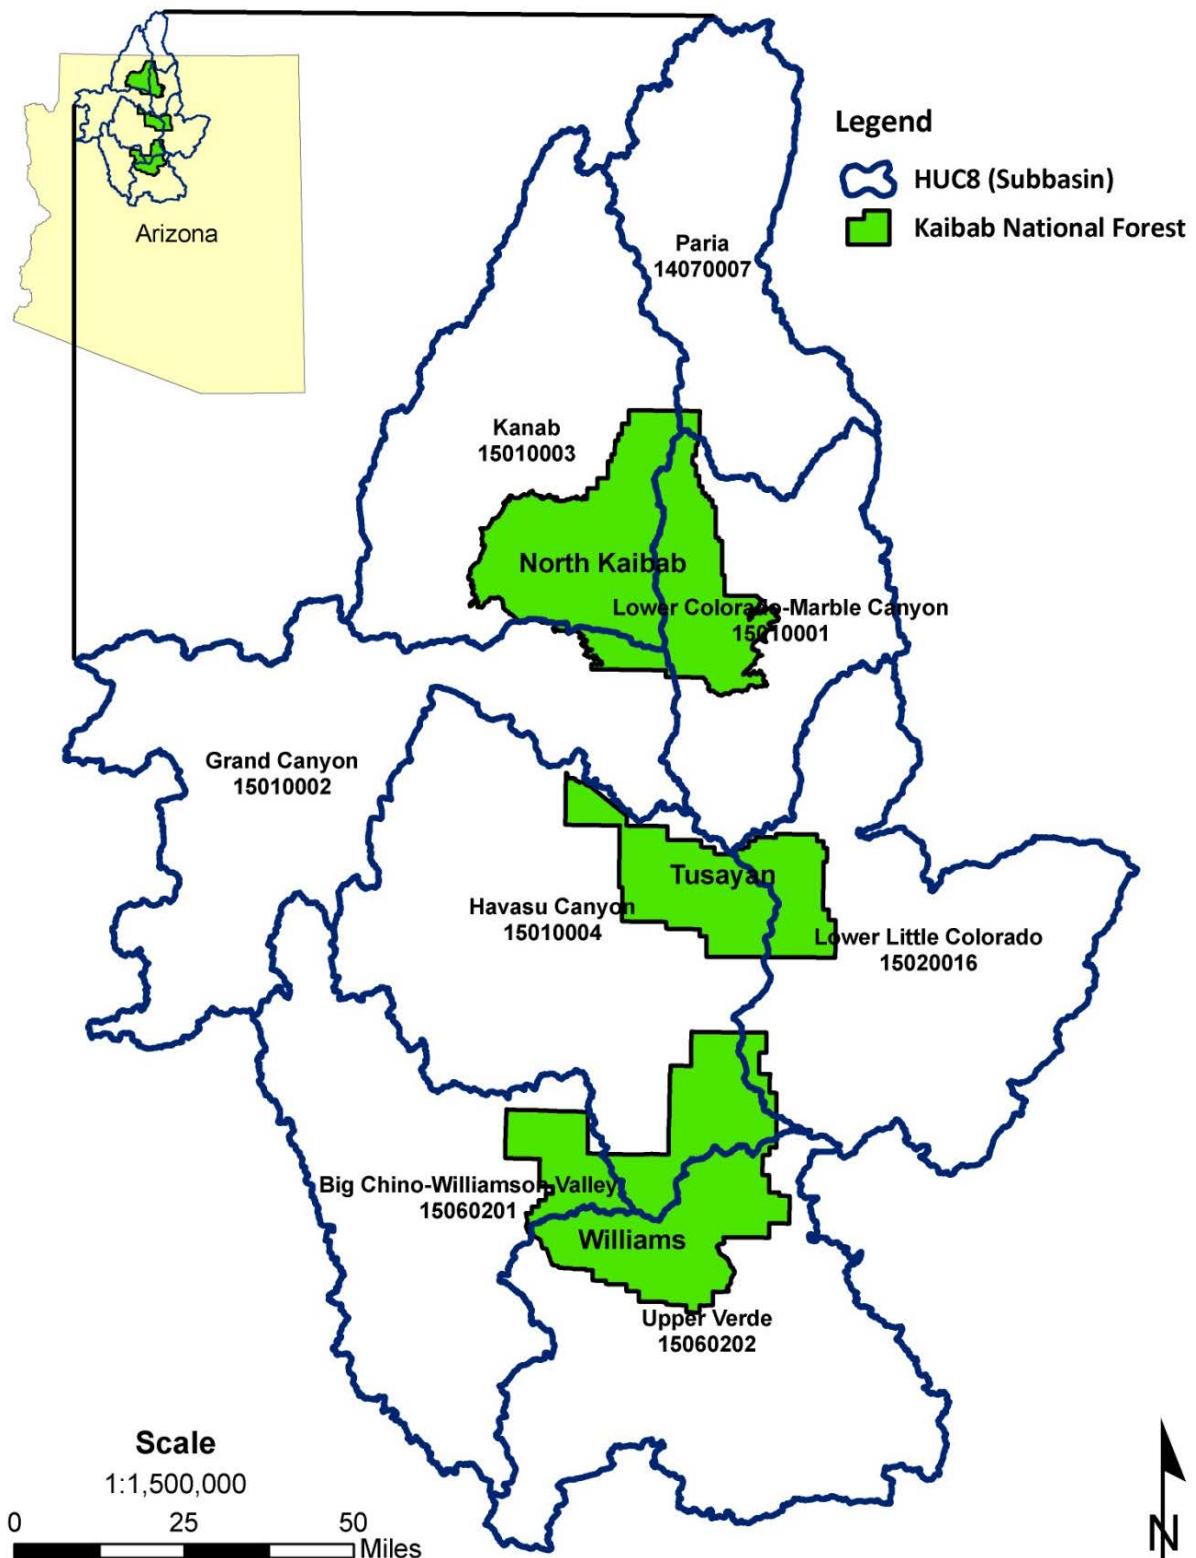 Arizona
Legend
HUC8 (Subbasin)
Kaibab National Forest
Paria
14070007
Kanab
15010003
North Kaibab
Lower Colorado-Marble Canyon
15010001
Grand Canyon
15010002
Tusayan
Havasu Canyon
15010004
Lower Little Colorado
15020016
Big Chino-Williamson Valley
15060201
Williams
Upper Verde
15060202
Scale
1:1,500,000
0 25 50
Miles
N